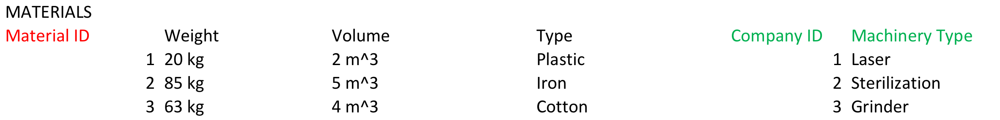 MATERIALS
Material ID Weight Volume Type Company ID Machinery Type
1 20 kg 2 m^3 Plastic 1 Laser
2 85 kg 5 m^3 Iron 2 Sterilization
3 63 kg 4 m^3 Cotton 3 Grinder